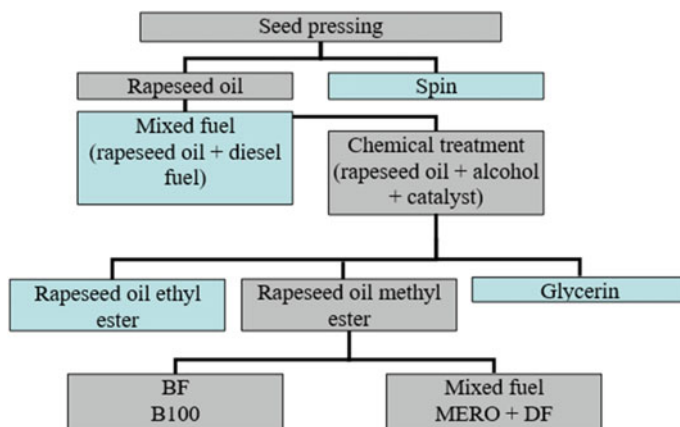 Seed pressing
Rapeseed oil
Spin
Mixed fuel
(rapeseed oil + diesel
fuel)
Chemical treatment
(rapeseed oil + alcohol
+ catalyst)
Rapeseed oil ethyl
ester
Rapeseed oil methyl
ester
Glycerin
BF
B100
Mixed fuel
MERO + DF